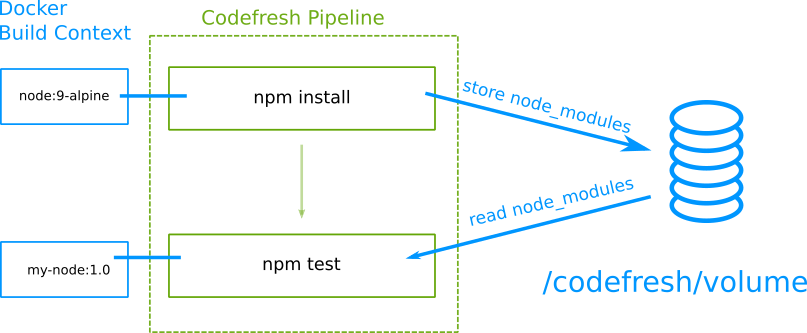 Docker
Build Context
Codefresh Pipeline
node:9-alpine
npm install
store node_modules
read node_modules
my-node:1.0
npm test
/codefresh/volume